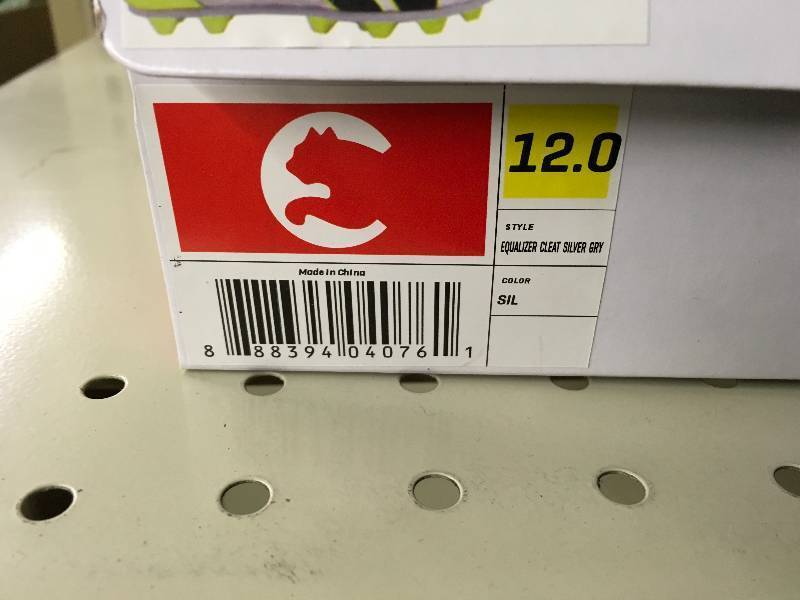 12.0
STYLE
EQUALIZER CLEAT SILVER GRY
COLOR
SIL
Made in China
8 88394 04076 1